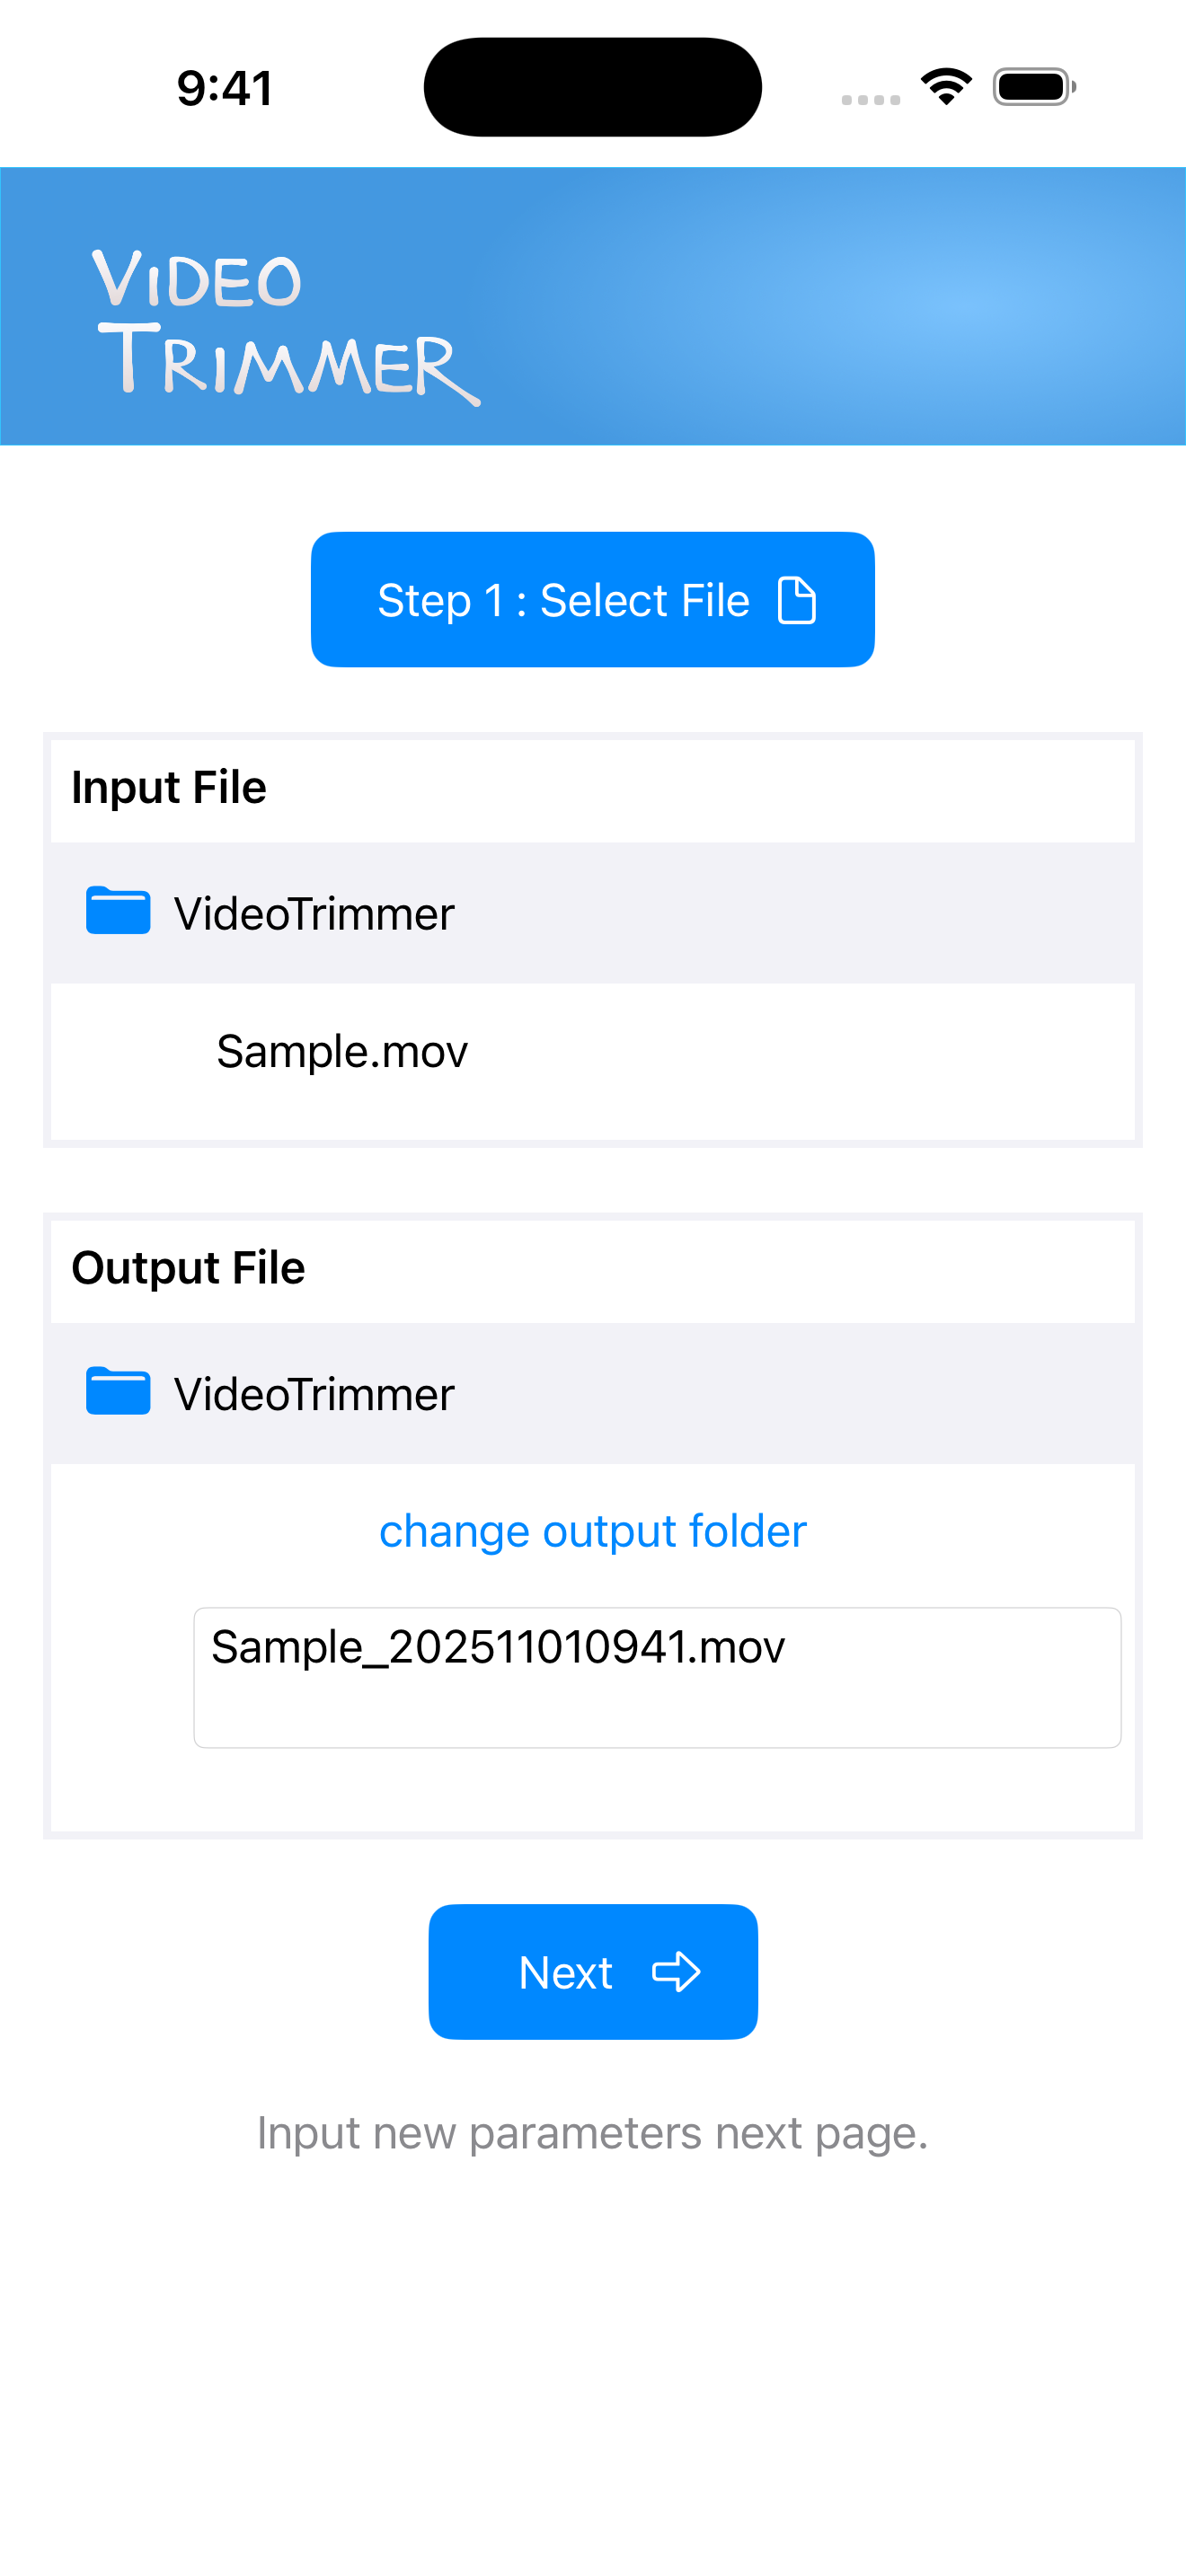 9:41
VIDEO
TRIMMER
Step 1 : Select File
Input File
VideoTrimmer
Sample.mov
Output File
VideoTrimmer
change output folder
Sample_202511010941.mov
Next
Input new parameters next page.